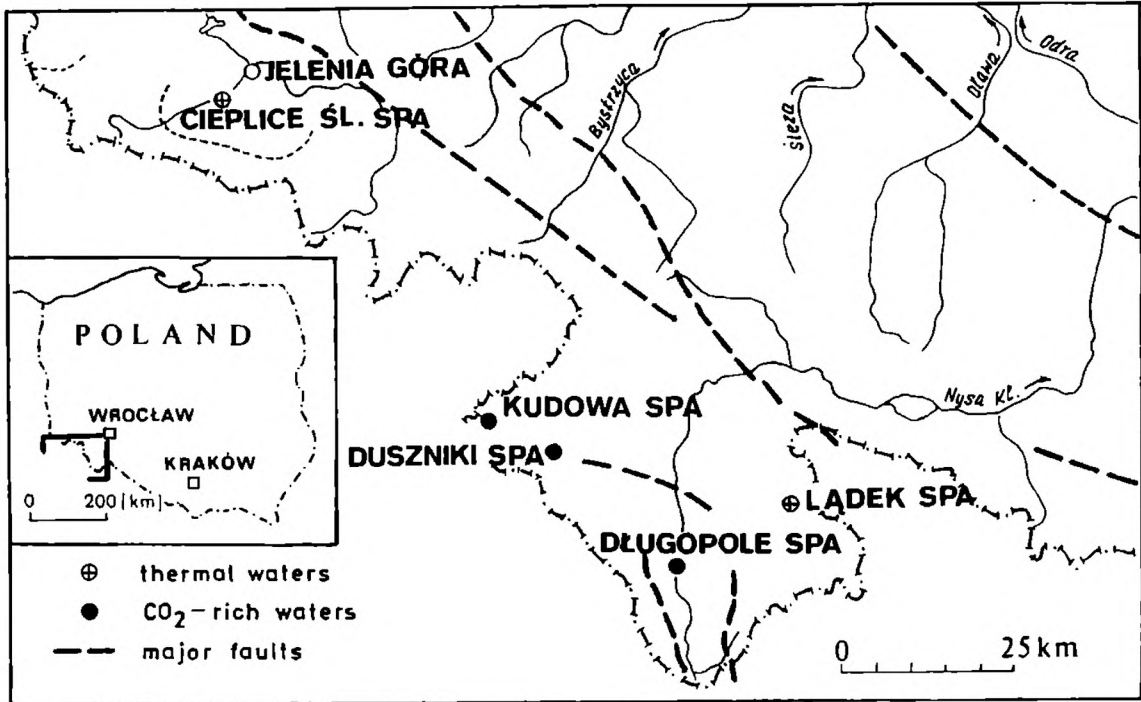 JELENIA GÓRA
CIEPLICE ŚL. SPA
Bystrzyca
Ślęza
Oława
Odra
POLAND
WROCŁAW
KRAKÓW
0 200 [km]
KUDOWA SPA
DUSZNIKI SPA
Nysa Kł.
LĄDEK SPA
DŁUGOPOLE SPA
thermal waters
CO₂-rich waters
major faults
0 25 km